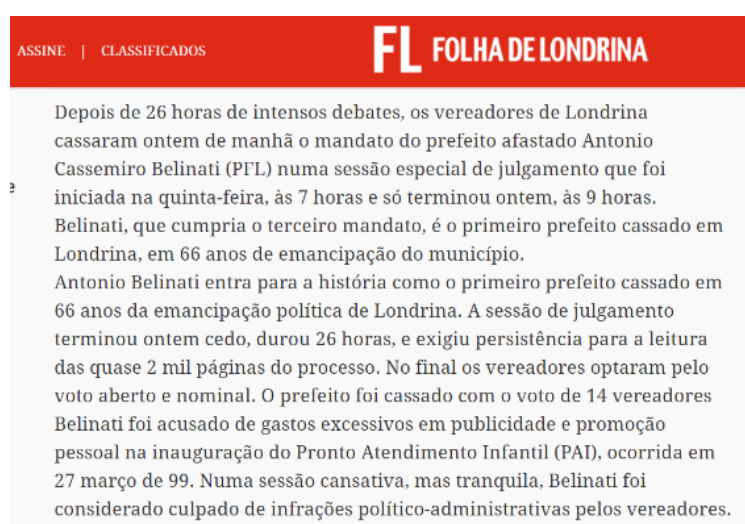 ASSINE | CLASSIFICADOS
FL FOLHA DE LONDRINA
Depois de 26 horas de intensos debates, os vereadores de Londrina
cassaram ontem de manhã o mandato do prefeito afastado Antonio
Cassemiro Belinati (PFL) numa sessão especial de julgamento que foi
iniciada na quinta-feira, às 7 horas e só terminou ontem, às 9 horas.
Belinati, que cumpria o terceiro mandato, é o primeiro prefeito cassado em
Londrina, em 66 anos de emancipação do município.
Antonio Belinati entra para a história como o primeiro prefeito cassado em
66 anos da emancipação política de Londrina. A sessão de julgamento
terminou ontem cedo, durou 26 horas, e exigiu persistência para a leitura
das quase 2 mil páginas do processo. No final os vereadores optaram pelo
voto aberto e nominal. O prefeito foi cassado com o voto de 14 vereadores
Belinati foi acusado de gastos excessivos em publicidade e promoção
pessoal na inauguração do Pronto Atendimento Infantil (PAI), ocorrida em
27 março de 99. Numa sessão cansativa, mas tranquila, Belinati foi
considerado culpado de infrações político-administrativas pelos vereadores.